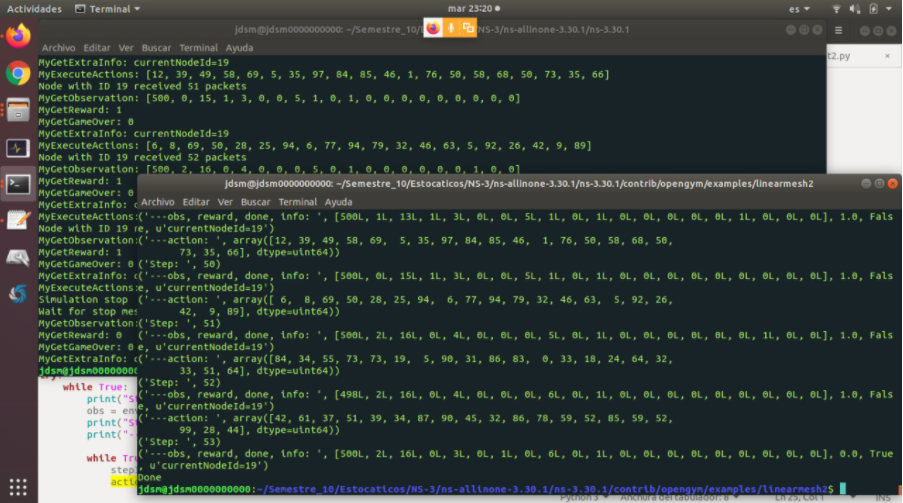 Actividades Terminal mar 23:20 es
jdsm@jdsm0000000000: ~/Semestre_10/Es NS-3/ns-allinone-3.30.1/ns-3.30.1
Archivo Editar Ver Buscar Terminal Ayuda
t2.py
MyGetExtraInfo: currentNodeId=19
MyExecuteActions: [12, 39, 49, 58, 69, 5, 35, 97, 84, 85, 46, 1, 76, 50, 58, 68, 50, 73, 35, 66]
Node with ID 19 received 51 packets
MyGetObservation: [500, 0, 15, 1, 3, 0, 0, 5, 1, 0, 1, 0, 0, 0, 0, 0, 0, 0, 0, 0]
MyGetReward: 1
MyGetGameOver: 0
MyGetExtraInfo: currentNodeId=19
MyExecuteActions: [6, 8, 69, 50, 28, 25, 94, 6, 77, 94, 79, 32, 46, 63, 5, 92, 26, 42, 9, 89]
Node with ID 19 received 52 packets
MyGetObservation: [500, 2, 16, 0, 4, 0, 0, 0, 5, 0, 1, 0, 0, 0, 0, 0, 0, 1, 0, 0]
MyGetReward: 1
MyGetGameOver: 0
MyGetExtraInfo: c
MyExecuteActions:
Node with ID 19 r
MyGetObservation:
MyGetReward: 1
MyGetGameOver: 0
MyGetExtraInfo: c
MyExecuteActions:
Simulation stop
Wait for stop mes
MyGetObservation:
MyGetReward: 0
MyGetGameOver: 0
MyGetExtraInfo: c
jdsm@jdsm00000000
while True:
print("St
obs = env
print("St
print("--
while Tru
step
actio
jdsm@jdsm0000000000: ~/Semestre_10/Estocaticos/NS-3/ns-allinone-3.30.1/ns-3.30.1/contrib/opengym/examples/linearmesh2
Archivo Editar Ver Buscar Terminal Ayuda
('---obs, reward, done, info: ', [500L, 1L, 13L, 1L, 3L, 0L, 0L, 5L, 1L, 0L, 1L, 0L, 0L, 0L, 0L, 0L, 1L, 0L, 0L, 0L], 1.0, Fals
e, u'currentNodeId=19')
('---action: ', array([12, 39, 49, 58, 69, 5, 35, 97, 84, 85, 46, 1, 76, 50, 58, 68, 50,
73, 35, 66], dtype=uint64))
('Step: ', 50)
('---obs, reward, done, info: ', [500L, 0L, 15L, 1L, 3L, 0L, 0L, 5L, 1L, 0L, 1L, 0L, 0L, 0L, 0L, 0L, 0L, 0L, 0L, 0L], 1.0, Fals
e, u'currentNodeId=19')
('---action: ', array([ 6, 8, 69, 50, 28, 25, 94, 6, 77, 94, 79, 32, 46, 63, 5, 92, 26,
42, 9, 89], dtype=uint64))
('Step: ', 51)
('---obs, reward, done, info: ', [500L, 2L, 16L, 0L, 4L, 0L, 0L, 0L, 5L, 0L, 1L, 0L, 0L, 0L, 0L, 0L, 0L, 1L, 0L, 0L], 1.0, Fals
e, u'currentNodeId=19')
('---action: ', array([84, 34, 55, 73, 73, 19, 5, 90, 31, 86, 83, 0, 33, 18, 24, 64, 32,
33, 51, 64], dtype=uint64))
('Step: ', 52)
('---obs, reward, done, info: ', [498L, 2L, 16L, 0L, 4L, 0L, 0L, 0L, 6L, 0L, 1L, 0L, 0L, 0L, 0L, 0L, 0L, 0L, 0L, 0L], 1.0, Fals
e, u'currentNodeId=19')
('---action: ', array([42, 61, 37, 51, 39, 34, 87, 90, 45, 32, 86, 78, 59, 52, 85, 59, 52,
99, 28, 44], dtype=uint64))
('Step: ', 53)
('---obs, reward, done, info: ', [500L, 2L, 16L, 0L, 3L, 0L, 1L, 0L, 6L, 0L, 1L, 0L, 0L, 0L, 0L, 0L, 0L, 0L, 0L, 0L], 0.0, True
, u'currentNodeId=19')
Done
jdsm@jdsm0000000000:~/Semestre_10/Estocaticos/NS-3/ns-allinone-3.30.1/ns-3.30.1/contrib/opengym/examples/linearmesh2$
Python 3 Anchura del tabulador: 8 Ln 25, Col 1 INS